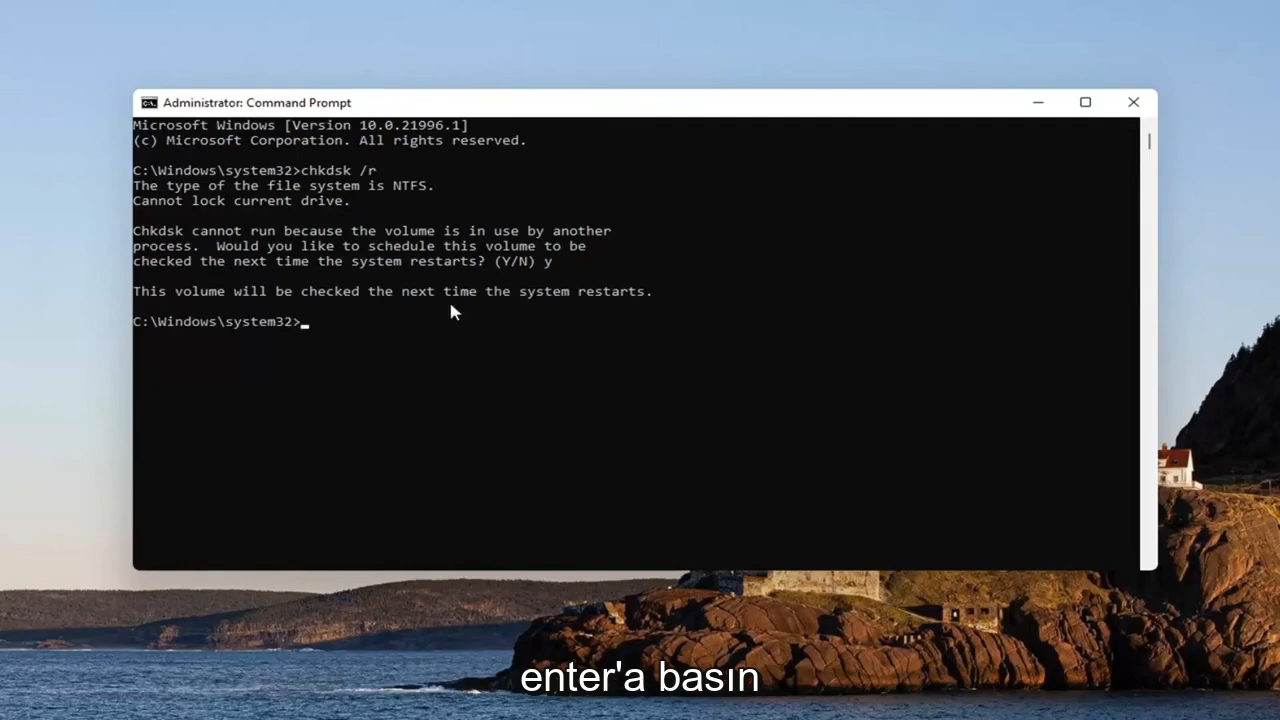 Administrator: Command Prompt
Microsoft Windows [Version 10.0.21996.1]
(c) Microsoft Corporation. All rights reserved.
C:\Windows\system32>chkdsk /r
The type of the file system is NTFS.
Cannot lock current drive.
Chkdsk cannot run because the volume is in use by another
process.  Would you like to schedule this volume to be
checked the next time the system restarts? (Y/N) y
This volume will be checked the next time the system restarts.
C:\Windows\system32>
enter'a basın